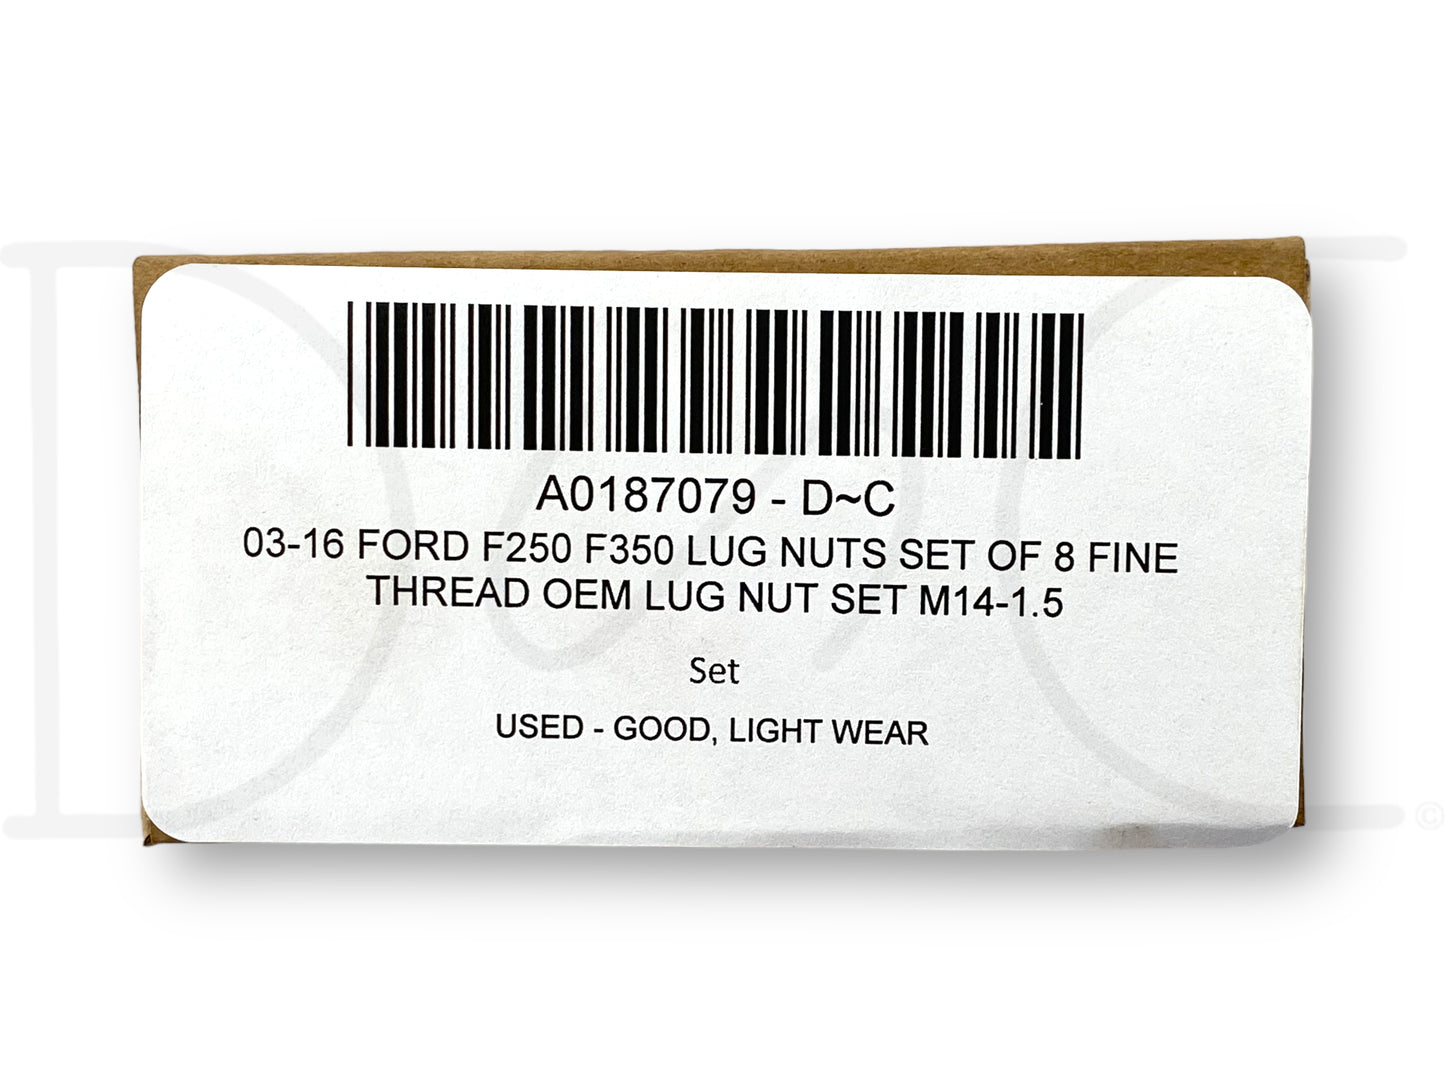 A0187079 - D~C
03-16 FORD F250 F350 LUG NUTS SET OF 8 FINE
THREAD OEM LUG NUT SET M14-1.5
Set
USED - GOOD, LIGHT WEAR
©